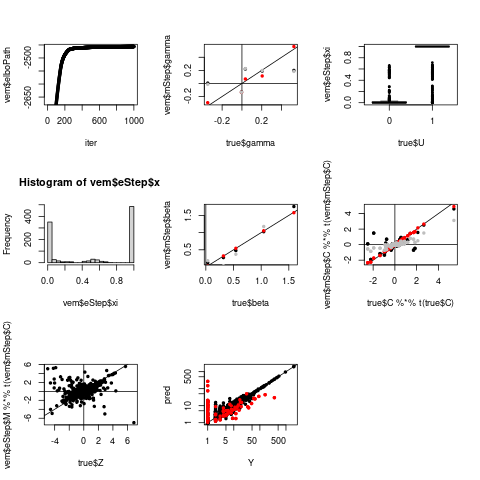 vem$elboPath
-2650
-2500
0 200 600 1000
iter
vem$mStep$gamma
-0.2
0.2
-0.2 0.2
true$gamma
vem$eStep$xi
0.0
0.4
0.8
0 1
true$U
Histogram of vem$eStep$x
Frequency
0
200
400
0.0 0.4 0.8
vem$eStep$xi
vem$mStep$beta
0.5
1.5
0.0 0.5 1.0 1.5
true$beta
vem$mStep$C %*% t(vem$mStep$C)
-2
0
2
4
-2 0 2 4
true$C %*% t(true$C)
vem$eStep$M %*% t(vem$mStep$C)
-6
-2
2
6
-4 0 2 4 6
true$Z
pred
1
10
500
1 5 50 500
Y